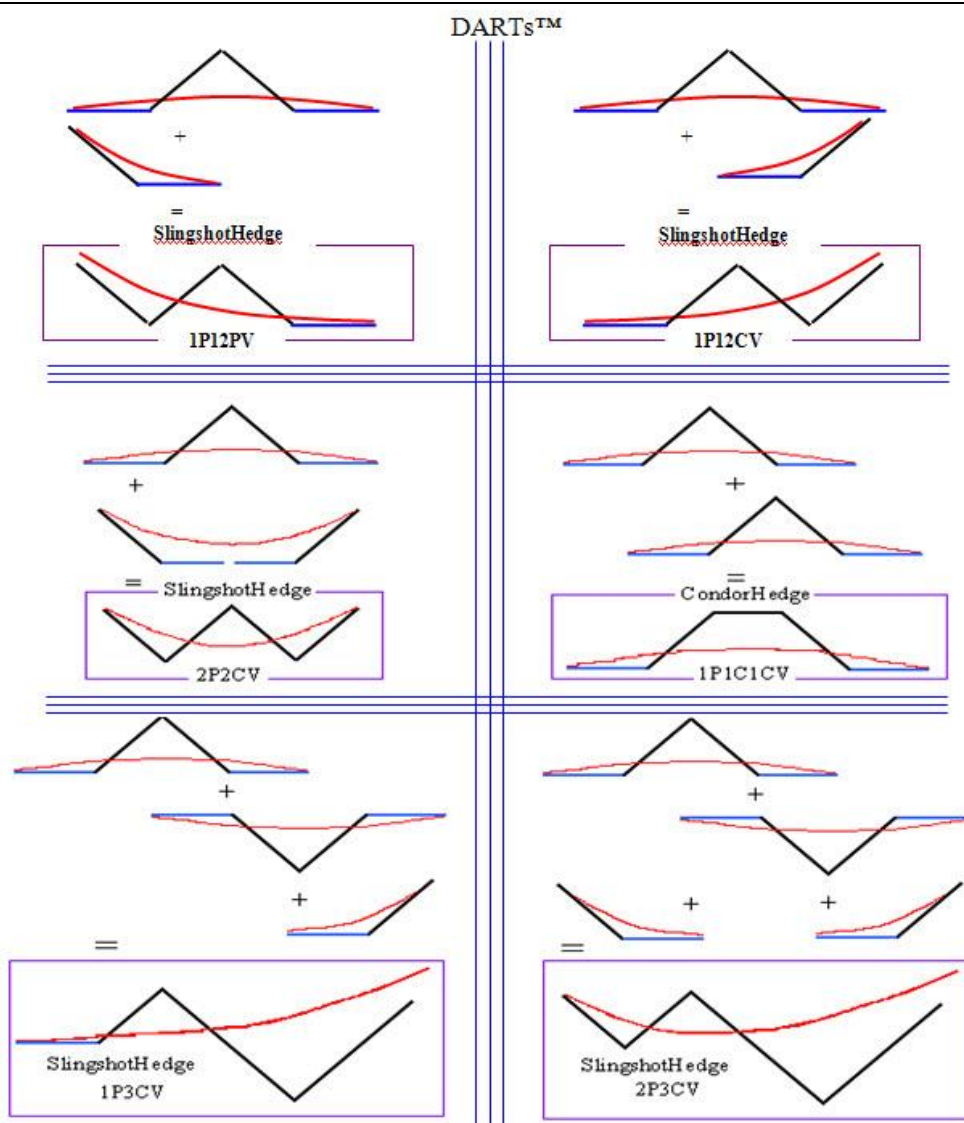 DARTs™
+
=
SlingshotHedge
1P12PV
+
=
SlingshotHedge
1P12CV
+
=
SlingshotHedge
2P2CV
+
=
CondorHedge
1P1C1CV
+
+
=
SlingshotHedge
1P3CV
+
+
+
=
SlingshotHedge
2P3CV